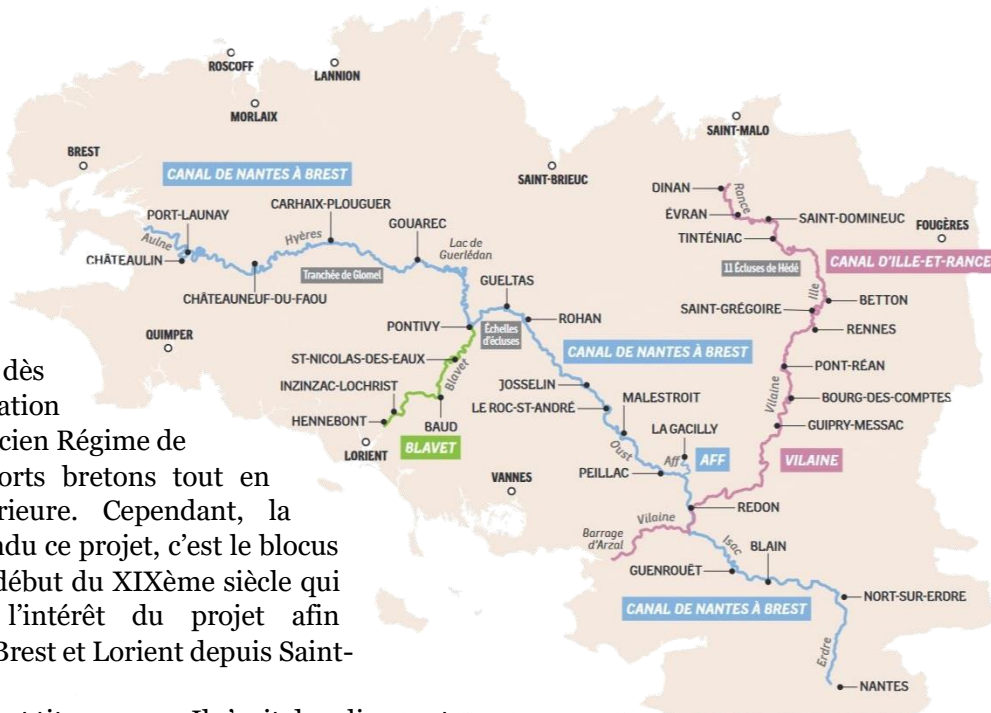 ROSCOFF
LANNION
MORLAIX
BREST
SAINT-MALO
SAINT-BRIEUC
CANAL DE NANTES À BREST
DINAN
Rance
ÉVRAN
SAINT-DOMINEUC
FOUGÈRES
TINTÉNIAC
CANAL D'ILLE-ET-RANCE
11 Écluses de Hédé
PORT-LAUNAY
CARHAIX-PLOUGUER
GOUAREC
Aulne
Hyères
Lac de
Guerlédan
CHÂTEAULIN
Tranchée de Glomel
CHÂTEAUNEUF-DU-FAOU
GUELTAS
Ille
BETTON
SAINT-GRÉGOIRE
RENNES
QUIMPER
PONTIVY
Échelles
d'écluses
ROHAN
CANAL DE NANTES À BREST
ST-NICOLAS-DES-EAUX
Blavet
INZINZAC-LOCHRIST
HENNEBONT
BAUD
LORIENT
BLAVET
JOSSELIN
LE ROC-ST-ANDRÉ
MALESTROIT
PONT-RÉAN
Vilaine
BOURG-DES-COMPTES
GUIPRY-MESSAC
LA GACILLY
Oust
Aff
AFF
VILAINE
PEILLAC
VANNES
REDON
Vilaine
Barrage
d'Arzal
Isac
BLAIN
GUENROUËT
NORT-SUR-ERDRE
CANAL DE NANTES À BREST
Erdre
NANTES
dès
ation
cien Régime de
orts bretons tout en
rieure. Cependant, la
ndu ce projet, c'est le blocus
début du XIXème siècle qui
l'intérêt du projet afin
Brest et Lorient depuis Saint-